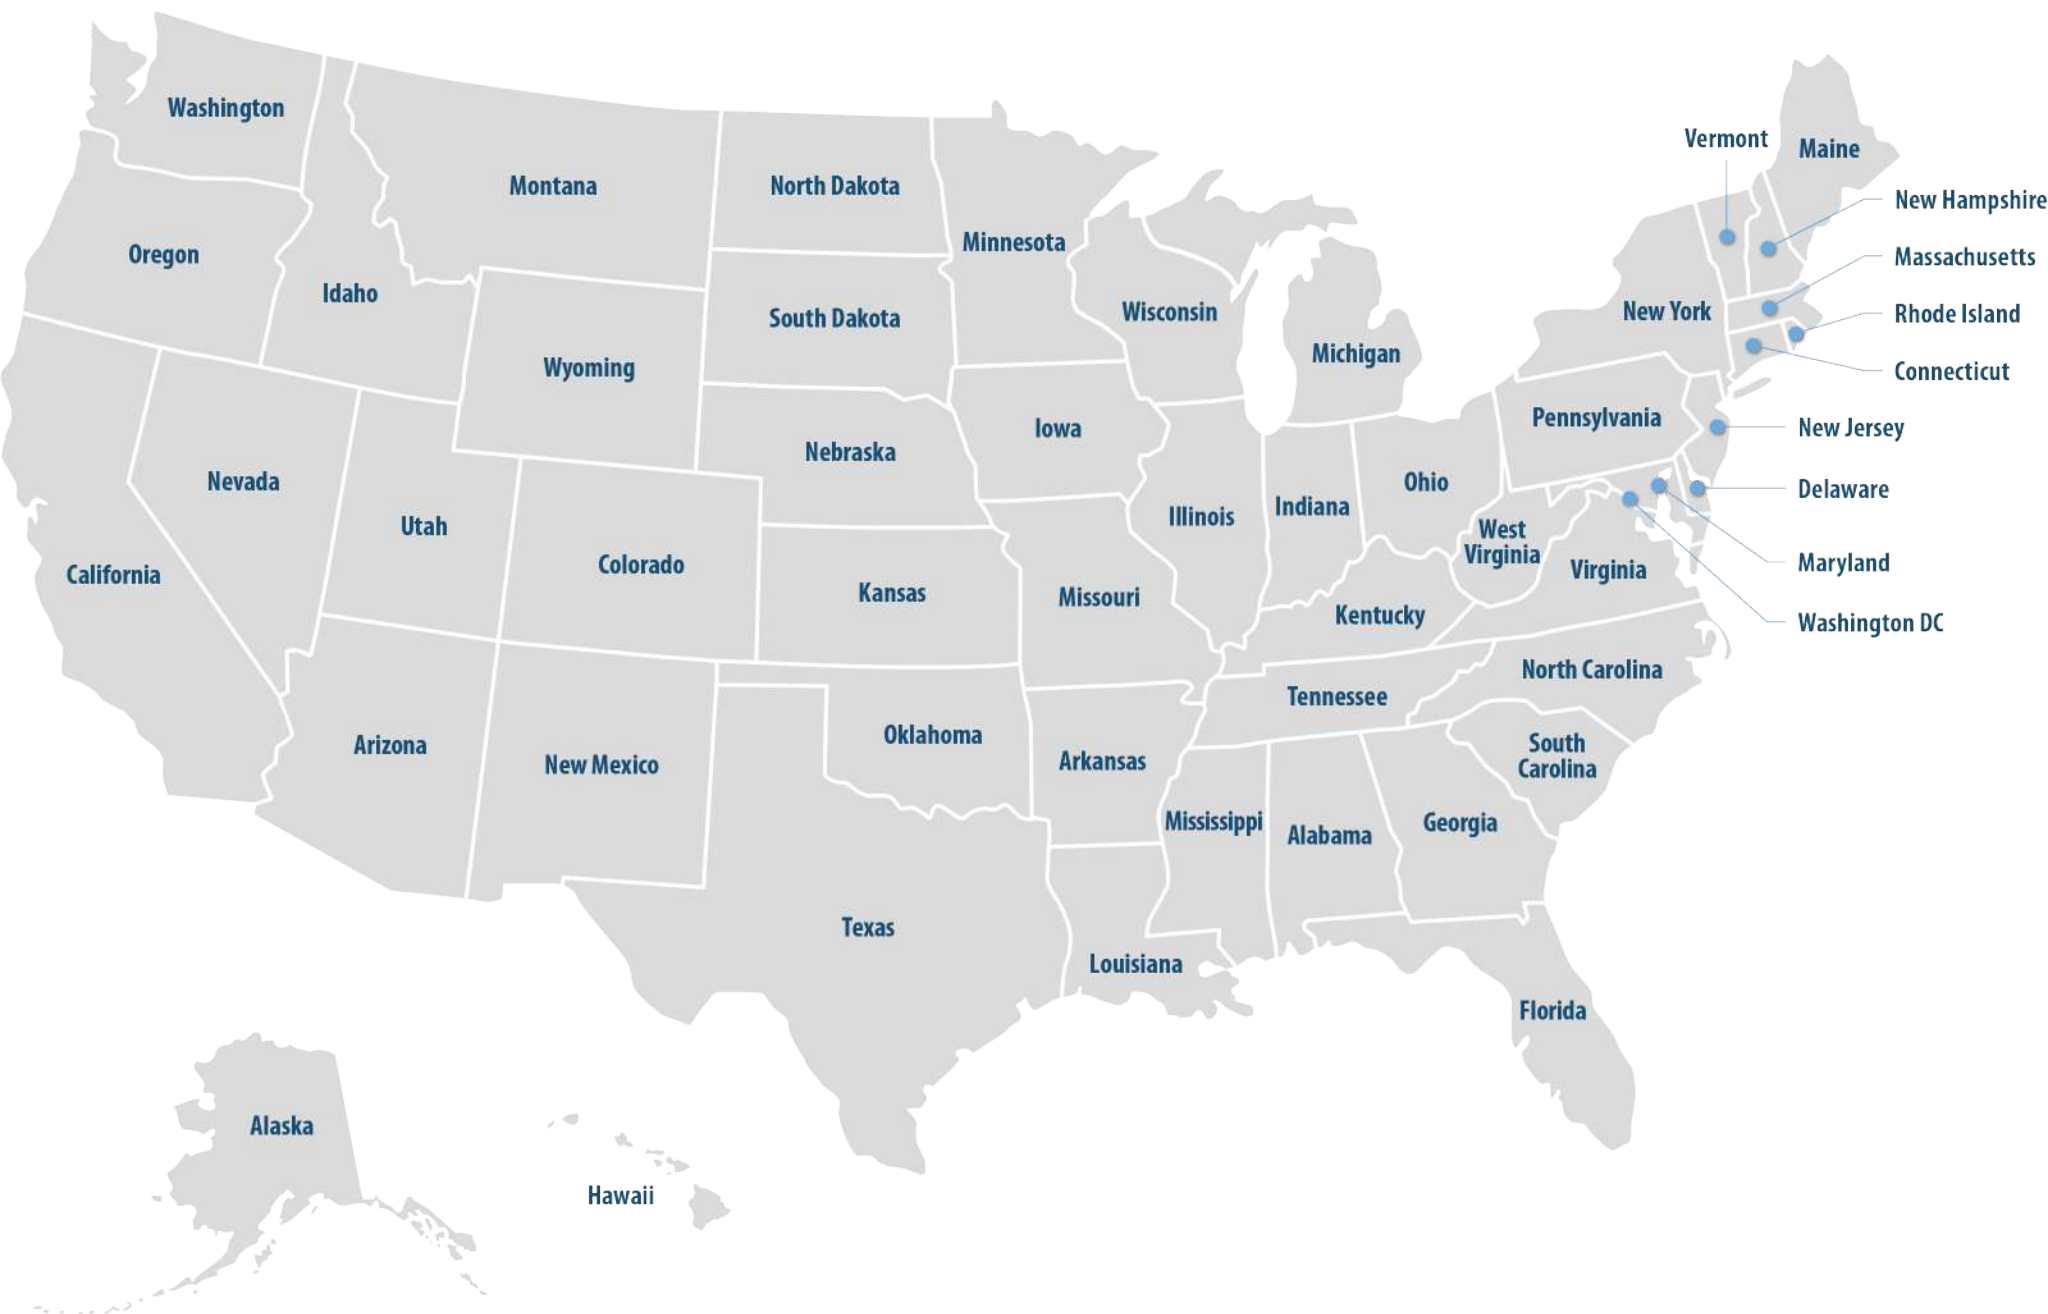 Washington
Montana
North Dakota
Minnesota
Vermont
Maine
New Hampshire
Oregon
Idaho
Massachusetts
South Dakota
Wisconsin
New York
Rhode Island
Wyoming
Michigan
Connecticut
Pennsylvania
New Jersey
Iowa
Nebraska
Nevada
Ohio
Delaware
Utah
Illinois
Indiana
West
Virginia
Colorado
California
Kansas
Missouri
Virginia
Maryland
Kentucky
Washington DC
North Carolina
Tennessee
Arizona
New Mexico
Oklahoma
Arkansas
South
Carolina
Mississippi
Alabama
Georgia
Texas
Louisiana
Florida
Alaska
Hawaii